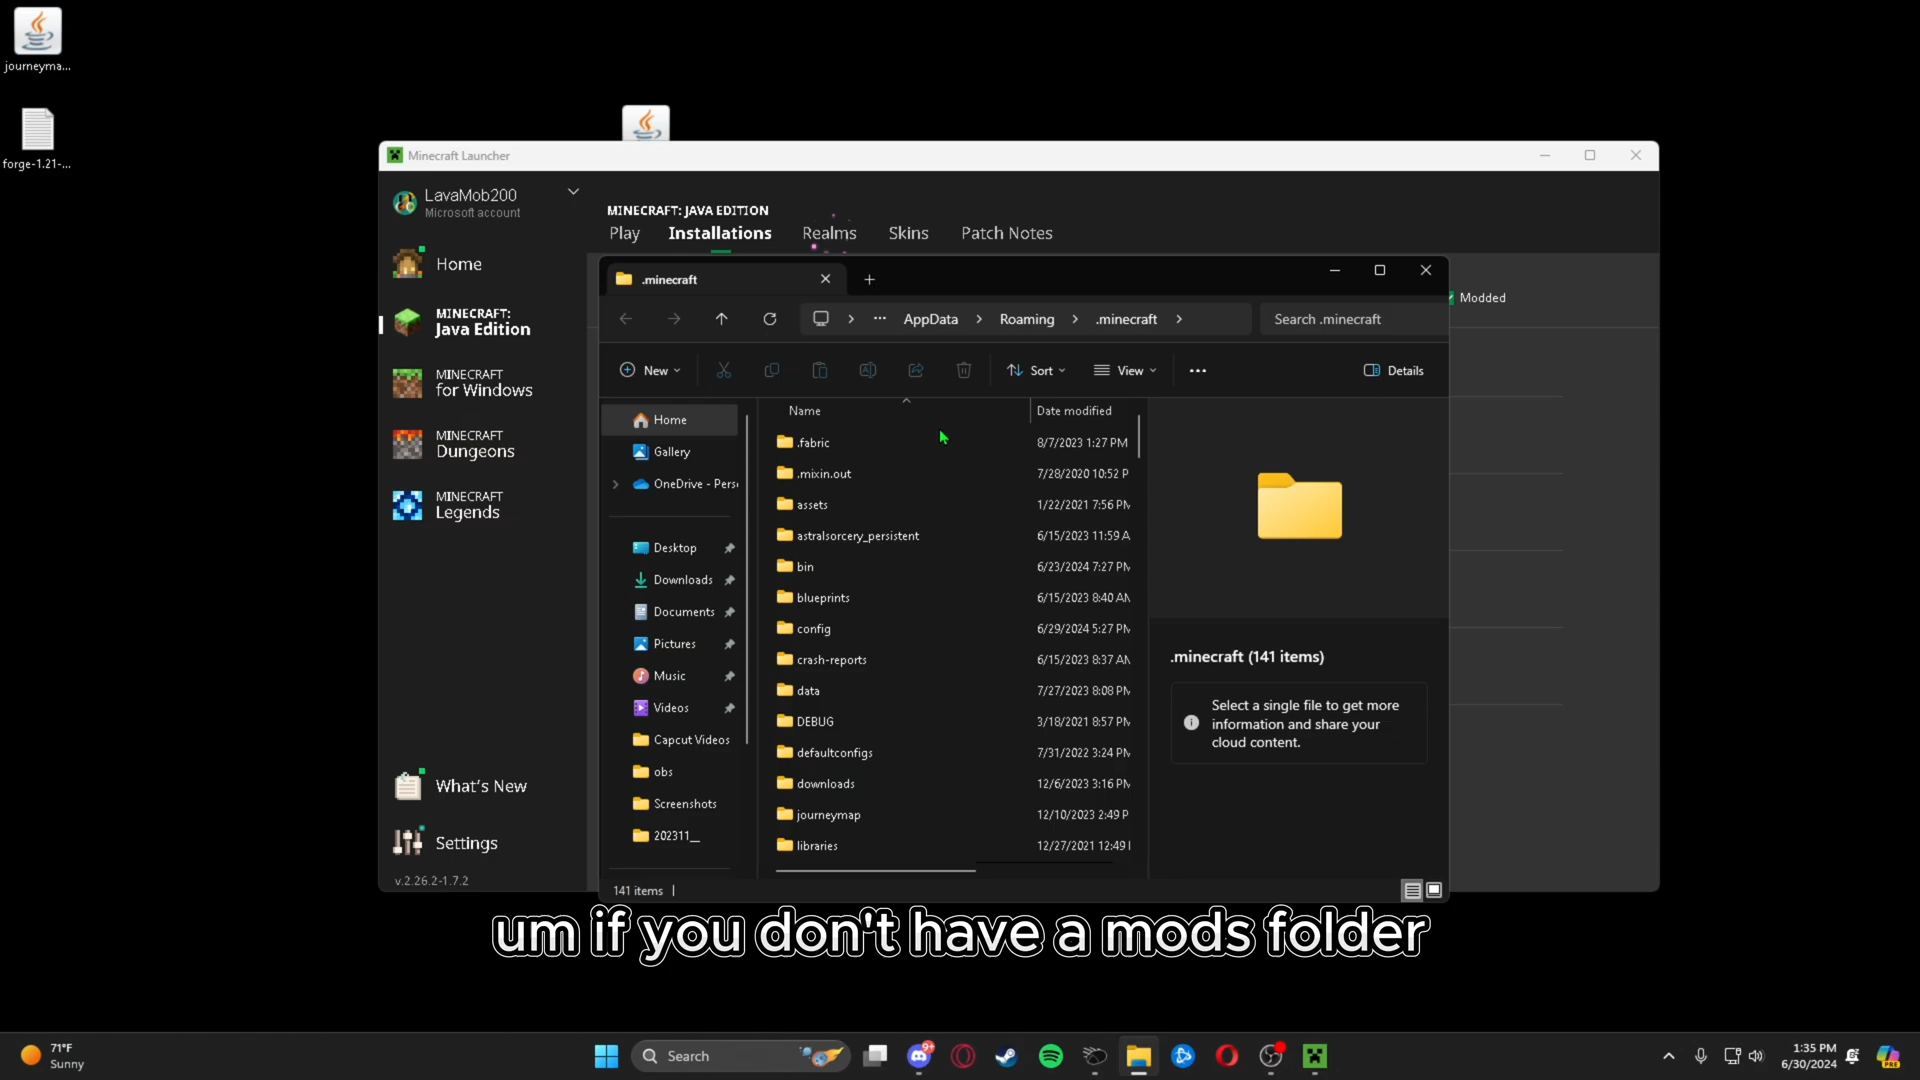 journeyma...
forge-1.21-...
Minecraft Launcher
LavaMob200
Microsoft account
Home
MINECRAFT:
Java Edition
MINECRAFT
for Windows
MINECRAFT
Dungeons
MINECRAFT
Legends
What's New
Settings
v.2.26.2-1.7.2
MINECRAFT: JAVA EDITION
Play Installations Realms Skins Patch Notes
Modded
.minecraft
AppData Roaming .minecraft
Search .minecraft
New
Sort
View
Details
Home
Gallery
OneDrive - Pers
Desktop
Downloads
Documents
Pictures
Music
Videos
Capcut Videos
obs
Screenshots
202311__
Name Date modified
.fabric 8/7/2023 1:27 PM
.mixin.out 7/28/2020 10:52 P
assets 1/22/2021 7:56 PM
astralsorcery_persistent 6/15/2023 11:59 A
bin 6/23/2024 7:27 PM
blueprints 6/15/2023 8:40 AM
config 6/29/2024 5:27 PM
crash-reports 6/15/2023 8:37 AM
data 7/27/2023 8:08 PM
DEBUG 3/18/2021 8:57 PM
defaultconfigs 7/31/2022 3:24 PM
downloads 12/6/2023 3:16 PM
journeymap 12/10/2023 2:49 P
libraries 12/27/2021 12:49
.minecraft (141 items)
Select a single file to get more
information and share your
cloud content.
141 items
um if you don't have a mods folder
71°F
Sunny
Search
9+
1:35 PM
6/30/2024
PRE